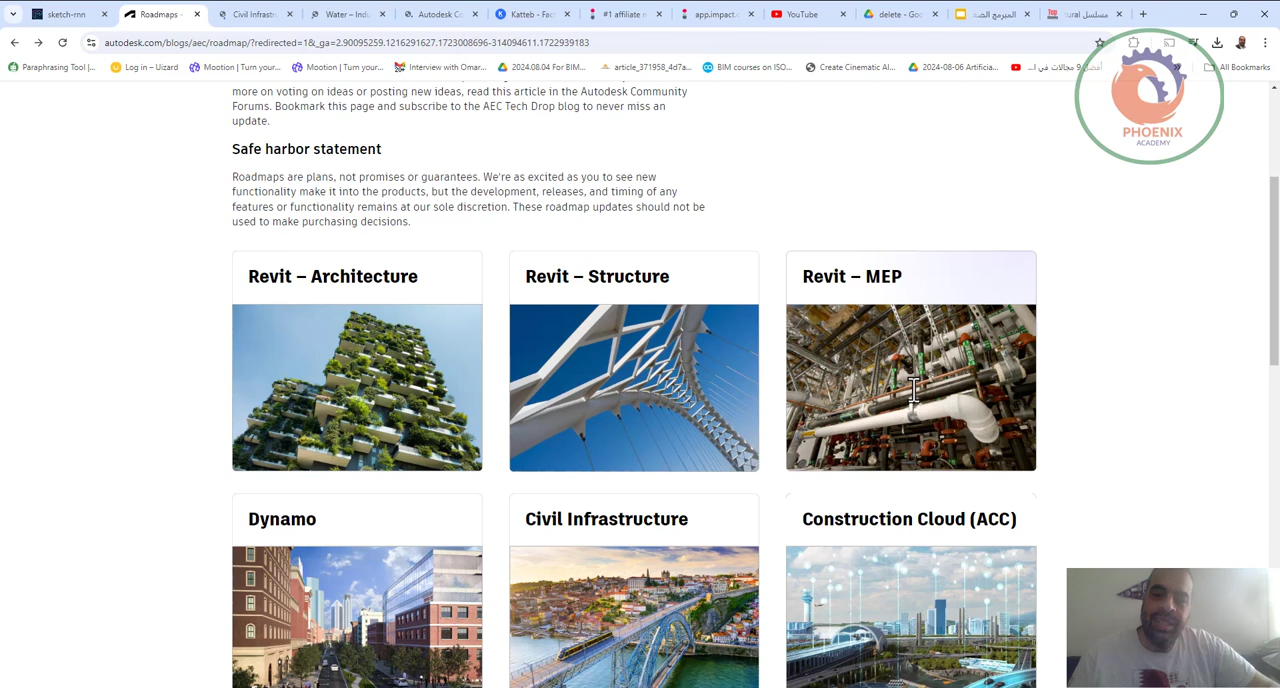 sketch-rnn
Roadmaps -
Civil Infrastr
Water – Indu
Autodesk Co
Katteb - Fac
#1 affiliate n
app.impact.c
YouTube
delete - Goo
المبرمج الصغ
مسلسل ural
autodesk.com/blogs/aec/roadmap/?redirected=1&_ga=2.90095259.1216291637.1723008696-314094611.1722939183
Paraphrasing Tool |...
Log in – Uizard
Mootion | Turn your...
Mootion | Turn your...
Interview with Omar...
2024.08.04 FOR BIM...
article_371958_4d7a...
BIM courses on ISO...
Create Cinematic AI...
2024-08-06 Artificia...
أفضل 9 مجالات في ا...
All Bookmarks
more on voting on ideas or posting new ideas, read this article in the Autodesk Community
Forums. Bookmark this page and subscribe to the AEC Tech Drop blog to never miss an
update.
PHOENIX
ACADEMY
Safe harbor statement
Roadmaps are plans, not promises or guarantees. We're as excited as you to see new
functionality make it into the products, but the development, releases, and timing of any
features or functionality remains at our sole discretion. These roadmap updates should not be
used to make purchasing decisions.
Revit – Architecture
Revit – Structure
Revit – MEP
Dynamo
Civil Infrastructure
Construction Cloud (ACC)